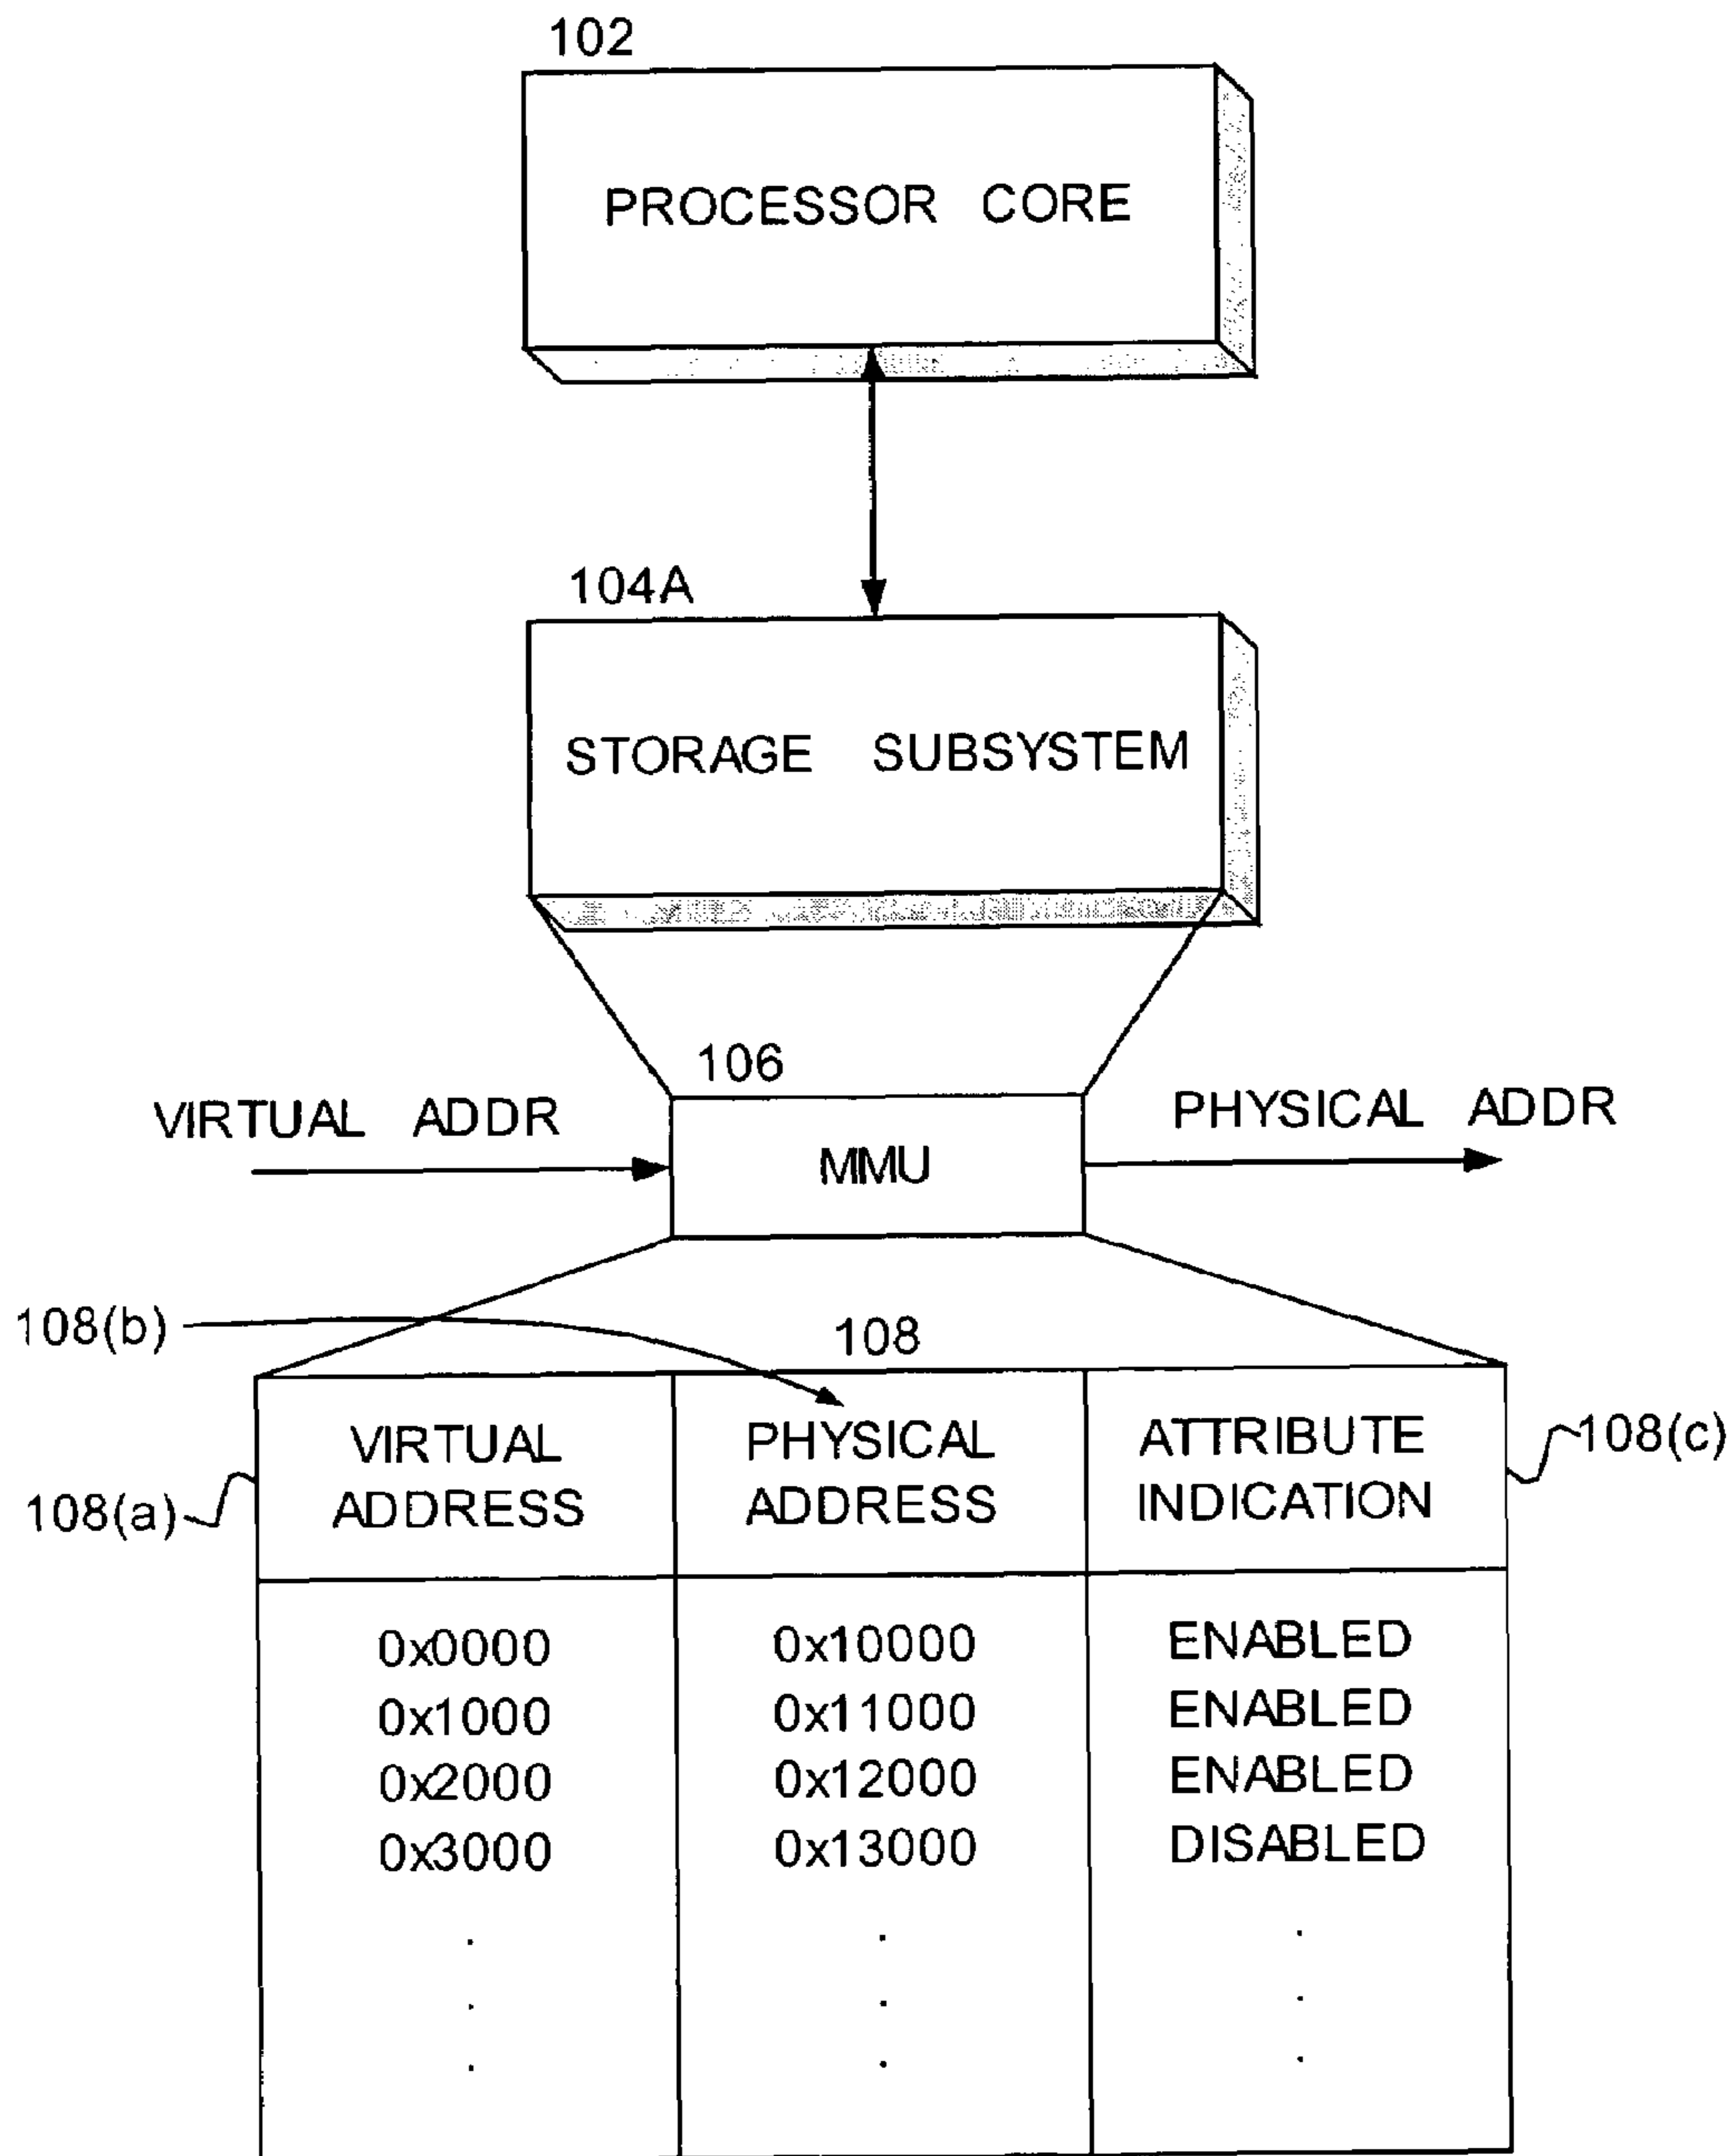 102
PROCESSOR CORE
104A
STORAGE SUBSYSTEM
106
VIRTUAL ADDR
MMU
PHYSICAL ADDR
108(b)
108
108(a)
VIRTUAL ADDRESS
PHYSICAL ADDRESS
ATTRIBUTE INDICATION
108(c)
0x0000 0x10000 ENABLED
0x1000 0x11000 ENABLED
0x2000 0x12000 ENABLED
0x3000 0x13000 DISABLED
. . .
. . .
. . .